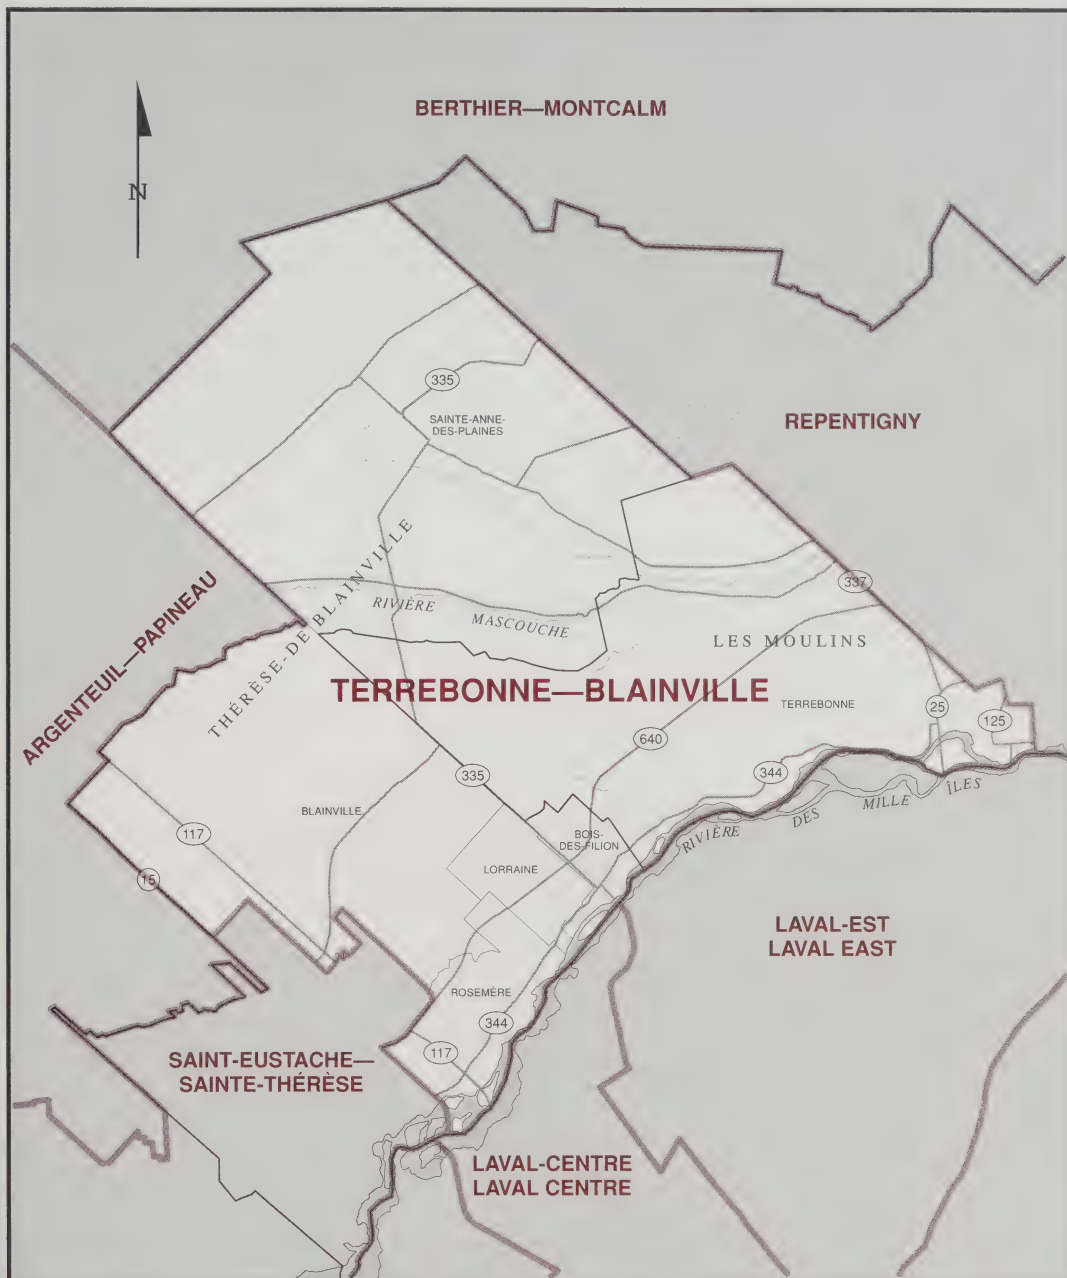 BERTHIER—MONTCALM
N
335
SAINTE-ANNE-
DES-PLAINES
REPENTIGNY
THÉRÈSE-DE BLAINVILLE
ARGENTEUIL—PAPINEAU
RIVIÈRE
MASCOUCHE
337
LES MOULINS
TERREBONNE—BLAINVILLE
TERREBONNE
25
125
640
335
344
RIVIÈRE
DES
MILLE
ÎLES
BLAINVILLE
117
15
BOIS-
DES-FILION
LORRAINE
LAVAL-EST
LAVAL EAST
ROSEMÈRE
344
117
SAINT-EUSTACHE—
SAINTE-THÉRÈSE
LAVAL-CENTRE
LAVAL CENTRE